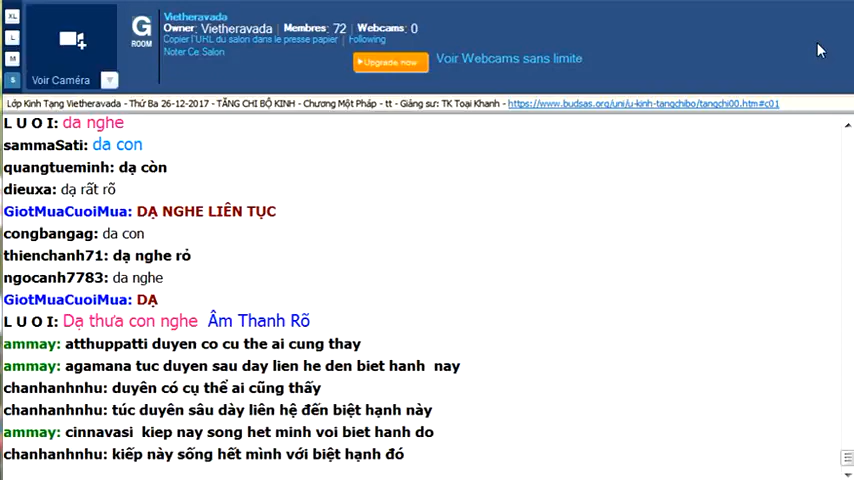 XL
L
M
S
Voir Caméra
G
ROOM
Vietheravada
Owner: Vietheravada | Membres: 72 | Webcams: 0
Copier l'URL du salon dans le presse papier | Following
Noter Ce Salon
Upgrade now
Voir Webcams sans limite
Lớp Kinh Tạng Vietheravada - Thứ Ba 26-12-2017 - TĂNG CHI BỘ KINH - Chương Một Pháp - tt - Giảng sư: TK Toại Khanh - https://www.budsas.org/uni/u-kinh-tangchibo/tangchi00.htm#c01
L U O I: da nghe
sammaSati: da con
quangtueminh: dạ còn
dieuxa: dạ rất rõ
GiotMuaCuoiMua: DẠ NGHE LIÊN TỤC
congbangag: da con
thienchanh71: dạ nghe rỏ
ngocanh7783: da nghe
GiotMuaCuoiMua: DẠ
L U O I: Dạ thưa con nghe Âm Thanh Rõ
ammay: atthuppatti duyen co cu the ai cung thay
ammay: agamana tuc duyen sau day lien he den biet hanh nay
chanhanhnhu: duyên có cụ thể ai cũng thấy
chanhanhnhu: túc duyên sâu dày liên hệ đến biệt hạnh này
ammay: cinnavasi kiep nay song het minh voi biet hanh do
chanhanhnhu: kiếp này sống hết mình với biệt hạnh đó